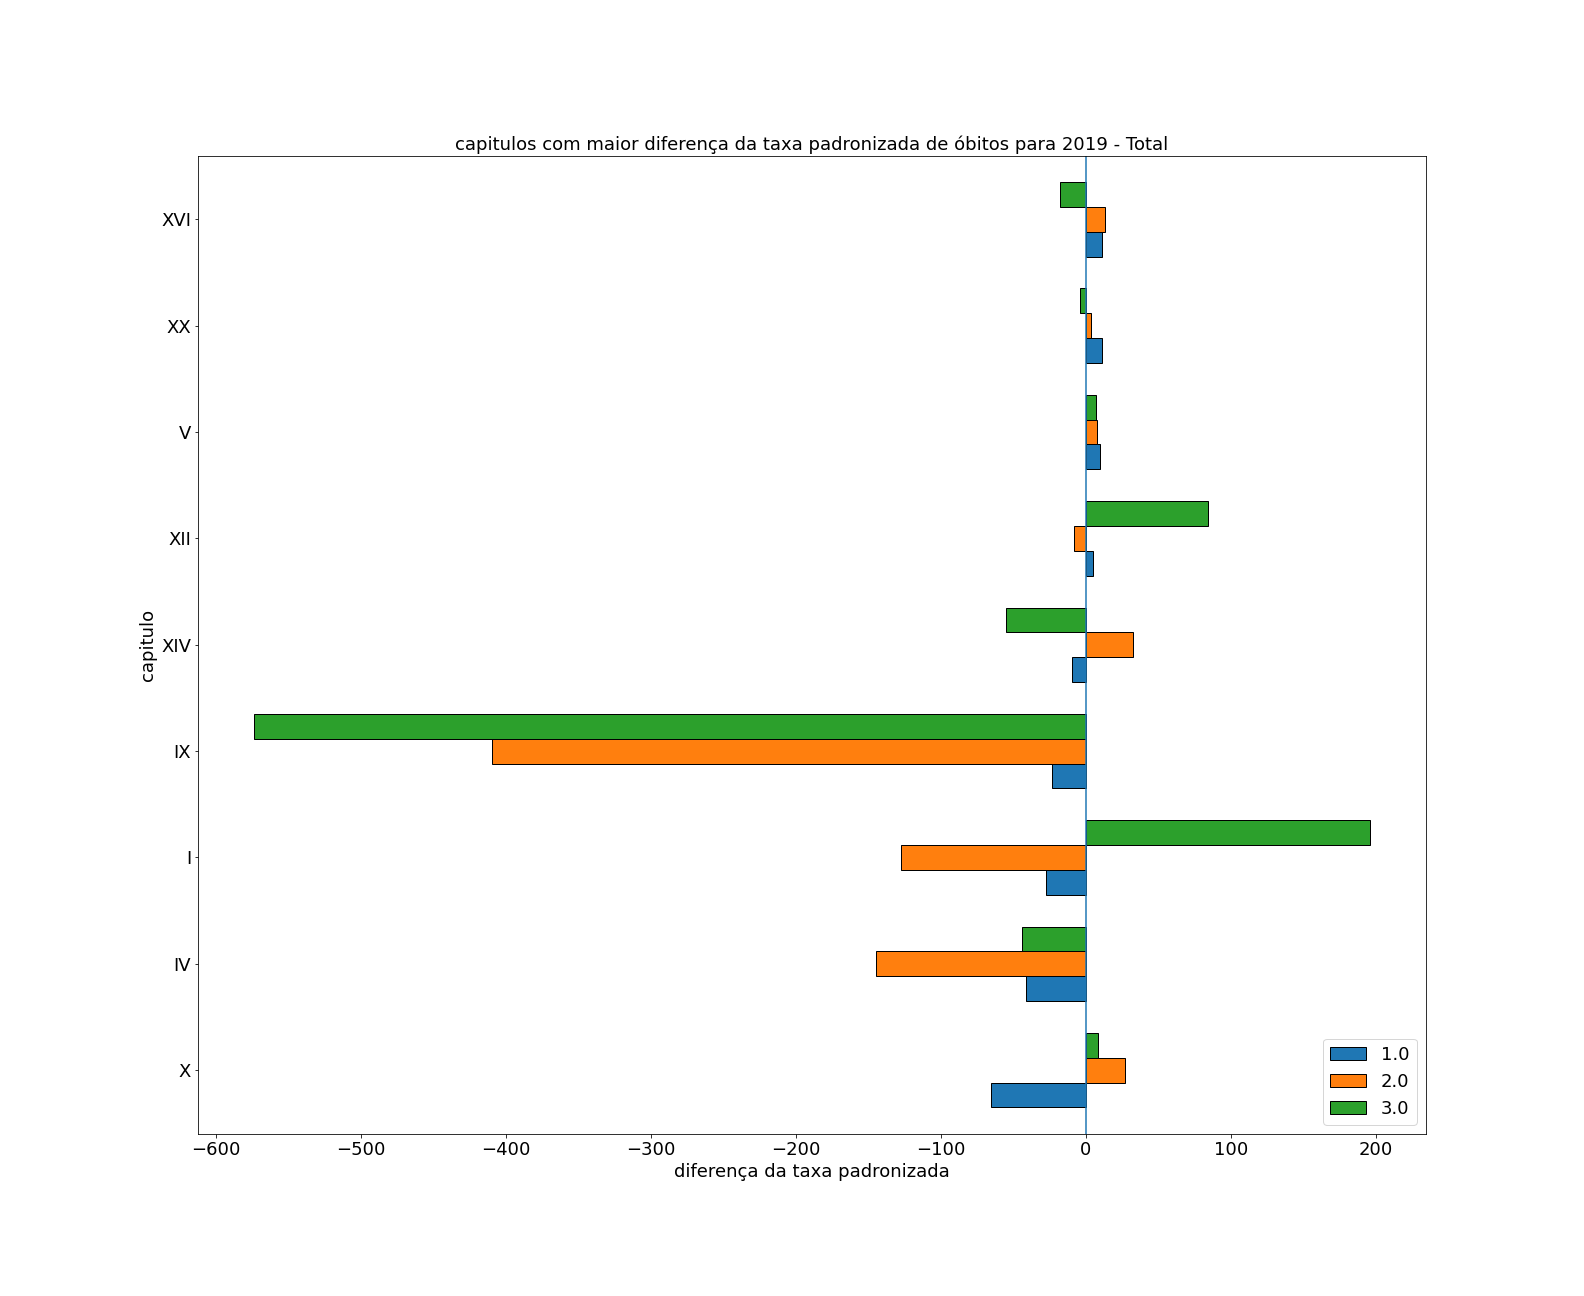 capitulos com maior diferença da taxa padronizada de óbitos para 2019 - Total
capitulo
XVI
XX
V
XII
XIV
IX
I
IV
X
1.0
2.0
3.0
−600 −500 −400 −300 −200 −100 0 100 200
diferença da taxa padronizada